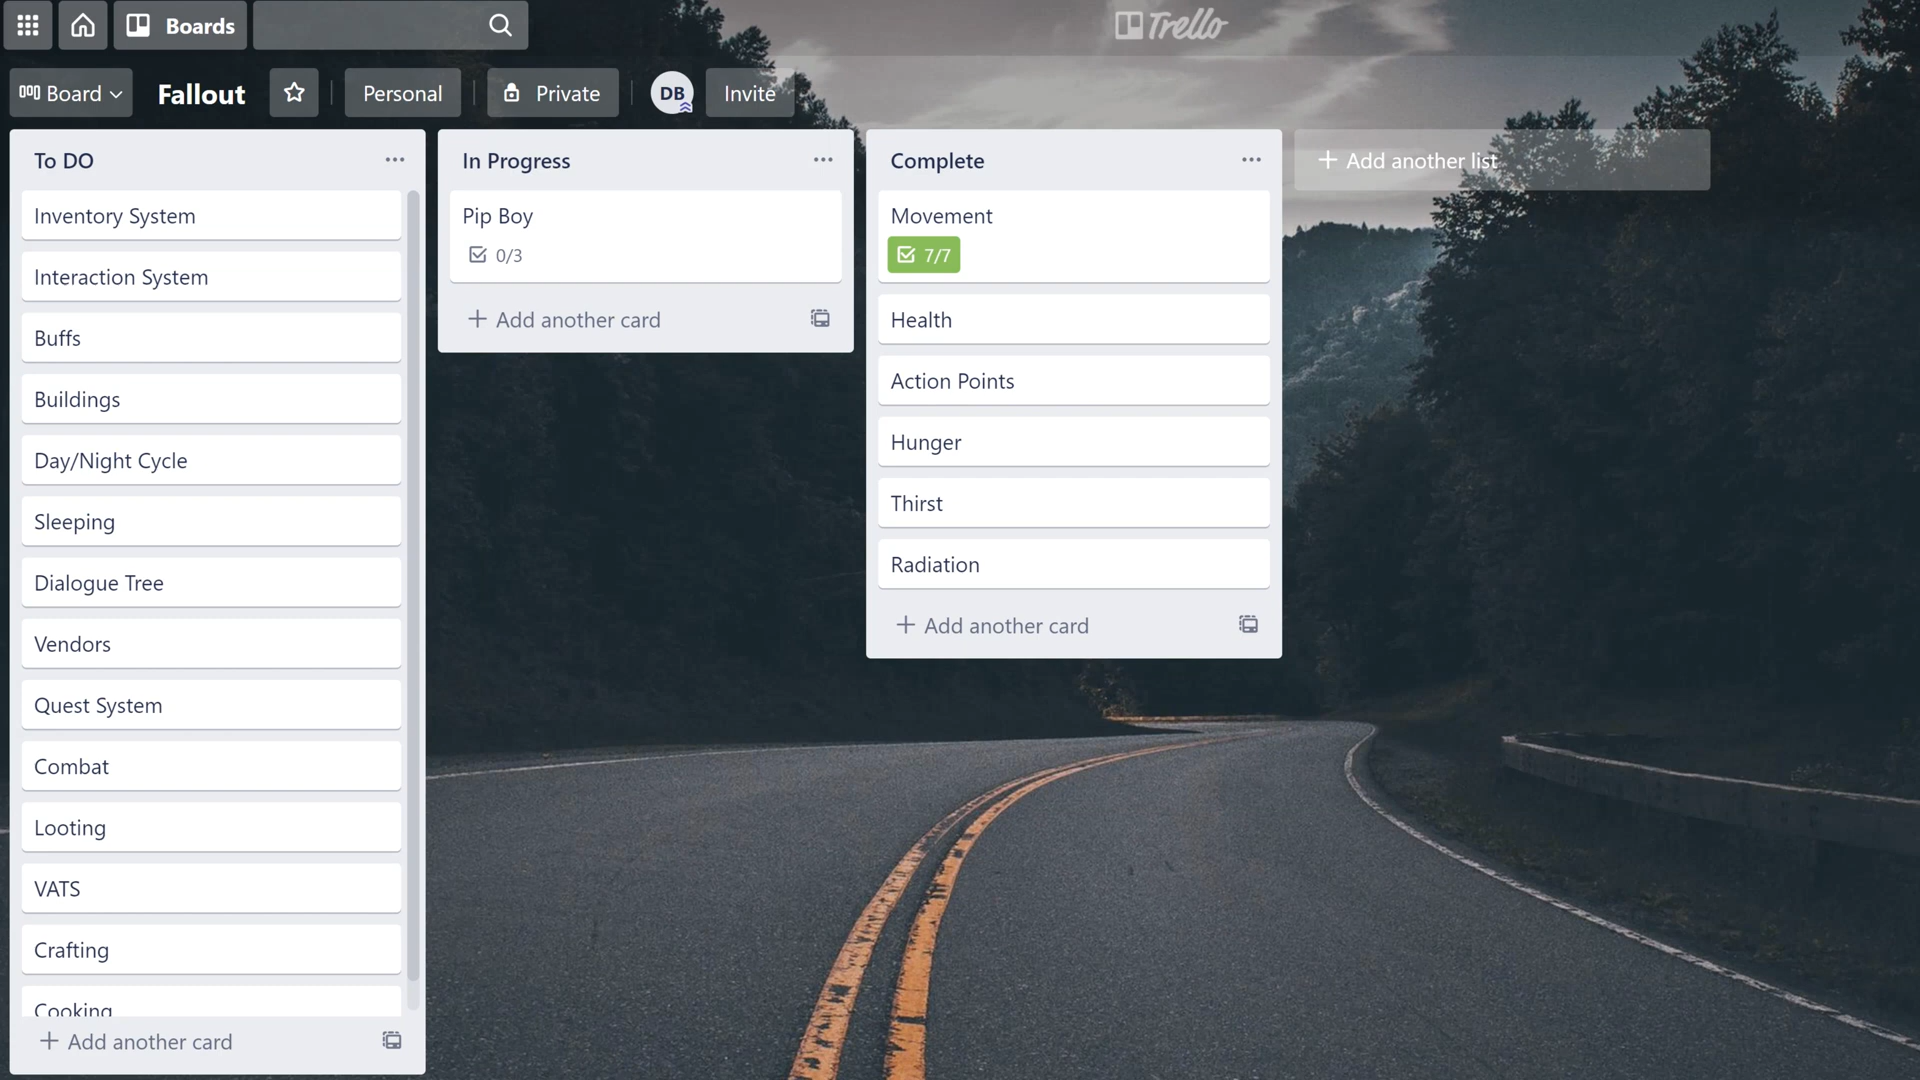 Boards
Trello
Board
Fallout
Personal
Private
DB
Invite
To DO
Inventory System
Interaction System
Buffs
Buildings
Day/Night Cycle
Sleeping
Dialogue Tree
Vendors
Quest System
Combat
Looting
VATS
Crafting
Cooking
+ Add another card
In Progress
Pip Boy
0/3
+ Add another card
Complete
Movement
7/7
Health
Action Points
Hunger
Thirst
Radiation
+ Add another card
+ Add another list